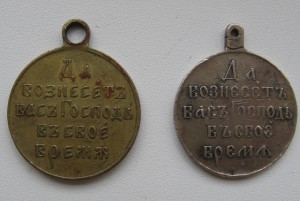 ДА
ВОЗНЕСЕТЪ
ВАСЪ ГОСПОДЬ
ВЪ СВОЕ
ВРЕМЯ
ДА
ВОЗНЕСЕТЪ
ВАСЪ ГОСПОДЬ
ВЪ СВОЕ
ВРЕМЯ